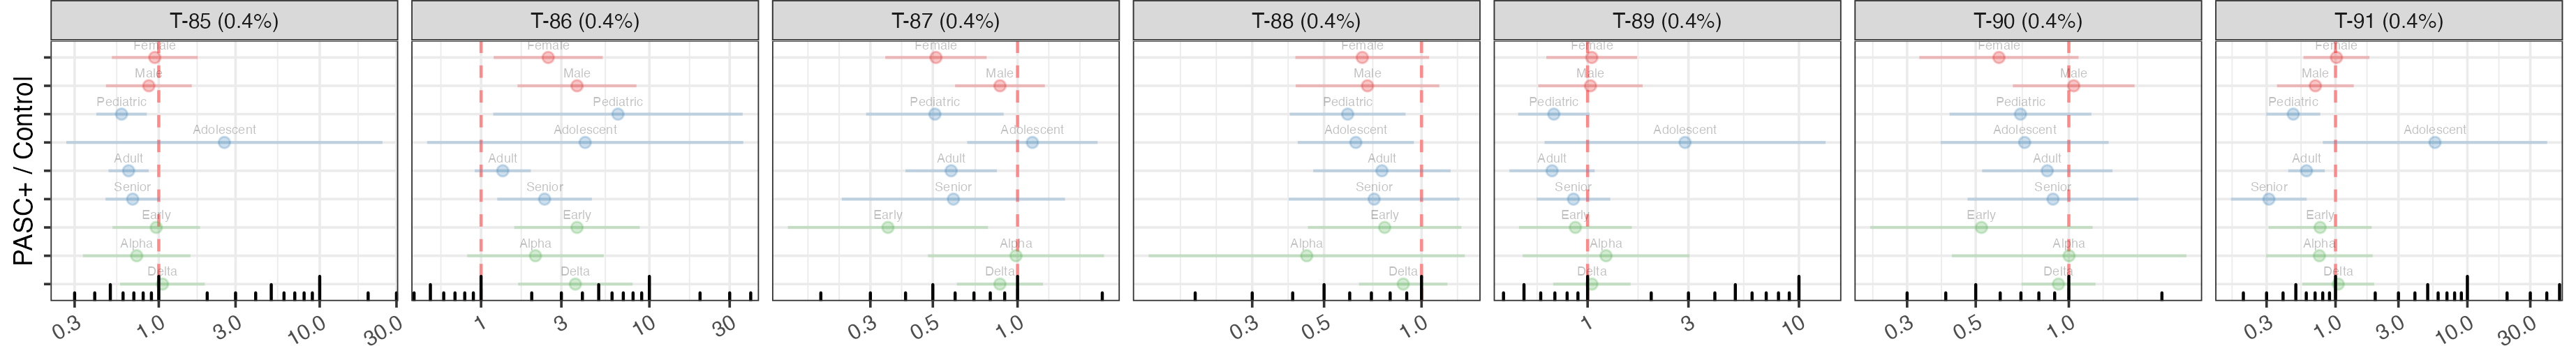 T-85 (0.4%) T-86 (0.4%) T-87 (0.4%) T-88 (0.4%) T-89 (0.4%) T-90 (0.4%) T-91 (0.4%)
PASC+ / Control
Female Female Female Female Female Female Female
Male Male Male Male Male Male Male
Pediatric Pediatric Pediatric Pediatric Pediatric Pediatric Pediatric
Adolescent Adolescent Adolescent Adolescent Adolescent Adolescent Adolescent
Adult Adult Adult Adult Adult Adult Adult
Senior Senior Senior Senior Senior Senior Senior
Early Early Early Early Early Early Early
Alpha Alpha Alpha Alpha Alpha Alpha Alpha
Delta Delta Delta Delta Delta Delta Delta
0.3 1.0 3.0 10.0 30.0 1 3 10 30 0.3 0.5 1.0 0.3 0.5 1.0 1 3 10 0.3 0.5 1.0 0.3 1.0 3.0 10.0 30.0